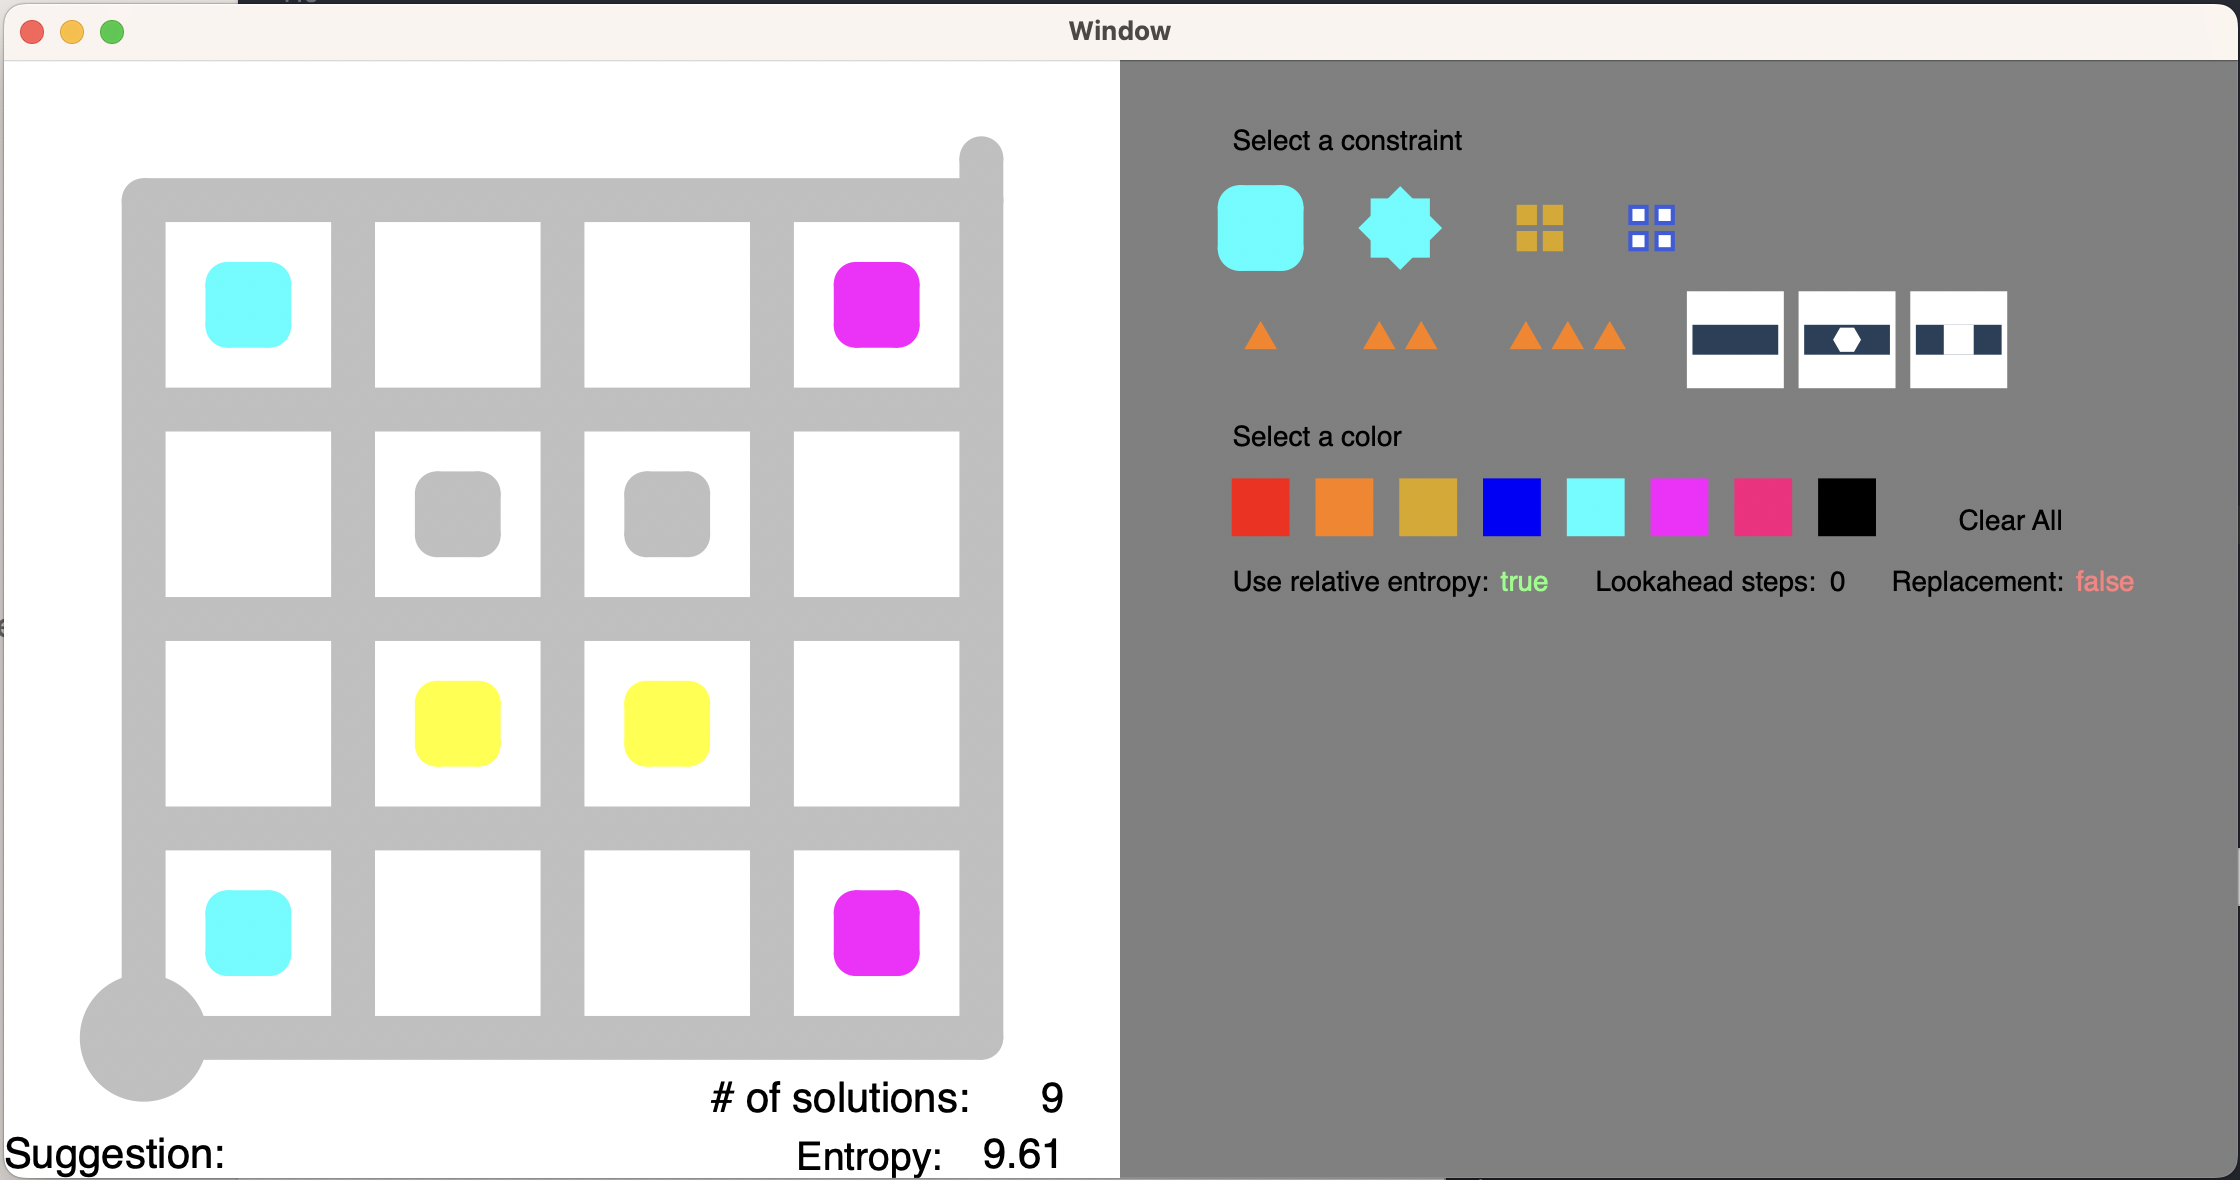 Window
Select a constraint
Select a color
Clear All
Use relative entropy: true Lookahead steps: 0 Replacement: false
# of solutions: 9
Suggestion: Entropy: 9.61